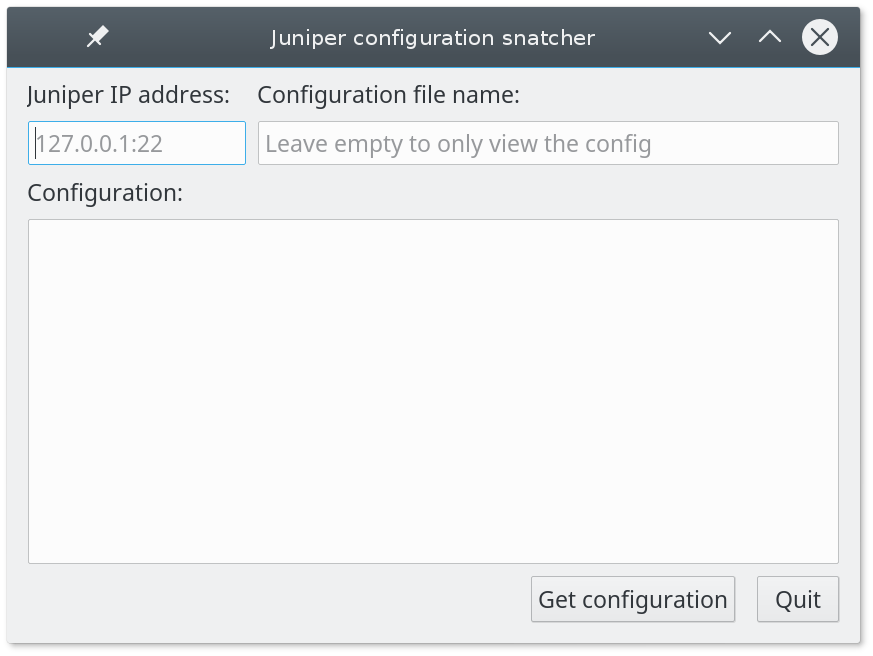 Juniper configuration snatcher
Juniper IP address: Configuration file name:
127.0.0.1:22 Leave empty to only view the config
Configuration:
Get configuration Quit